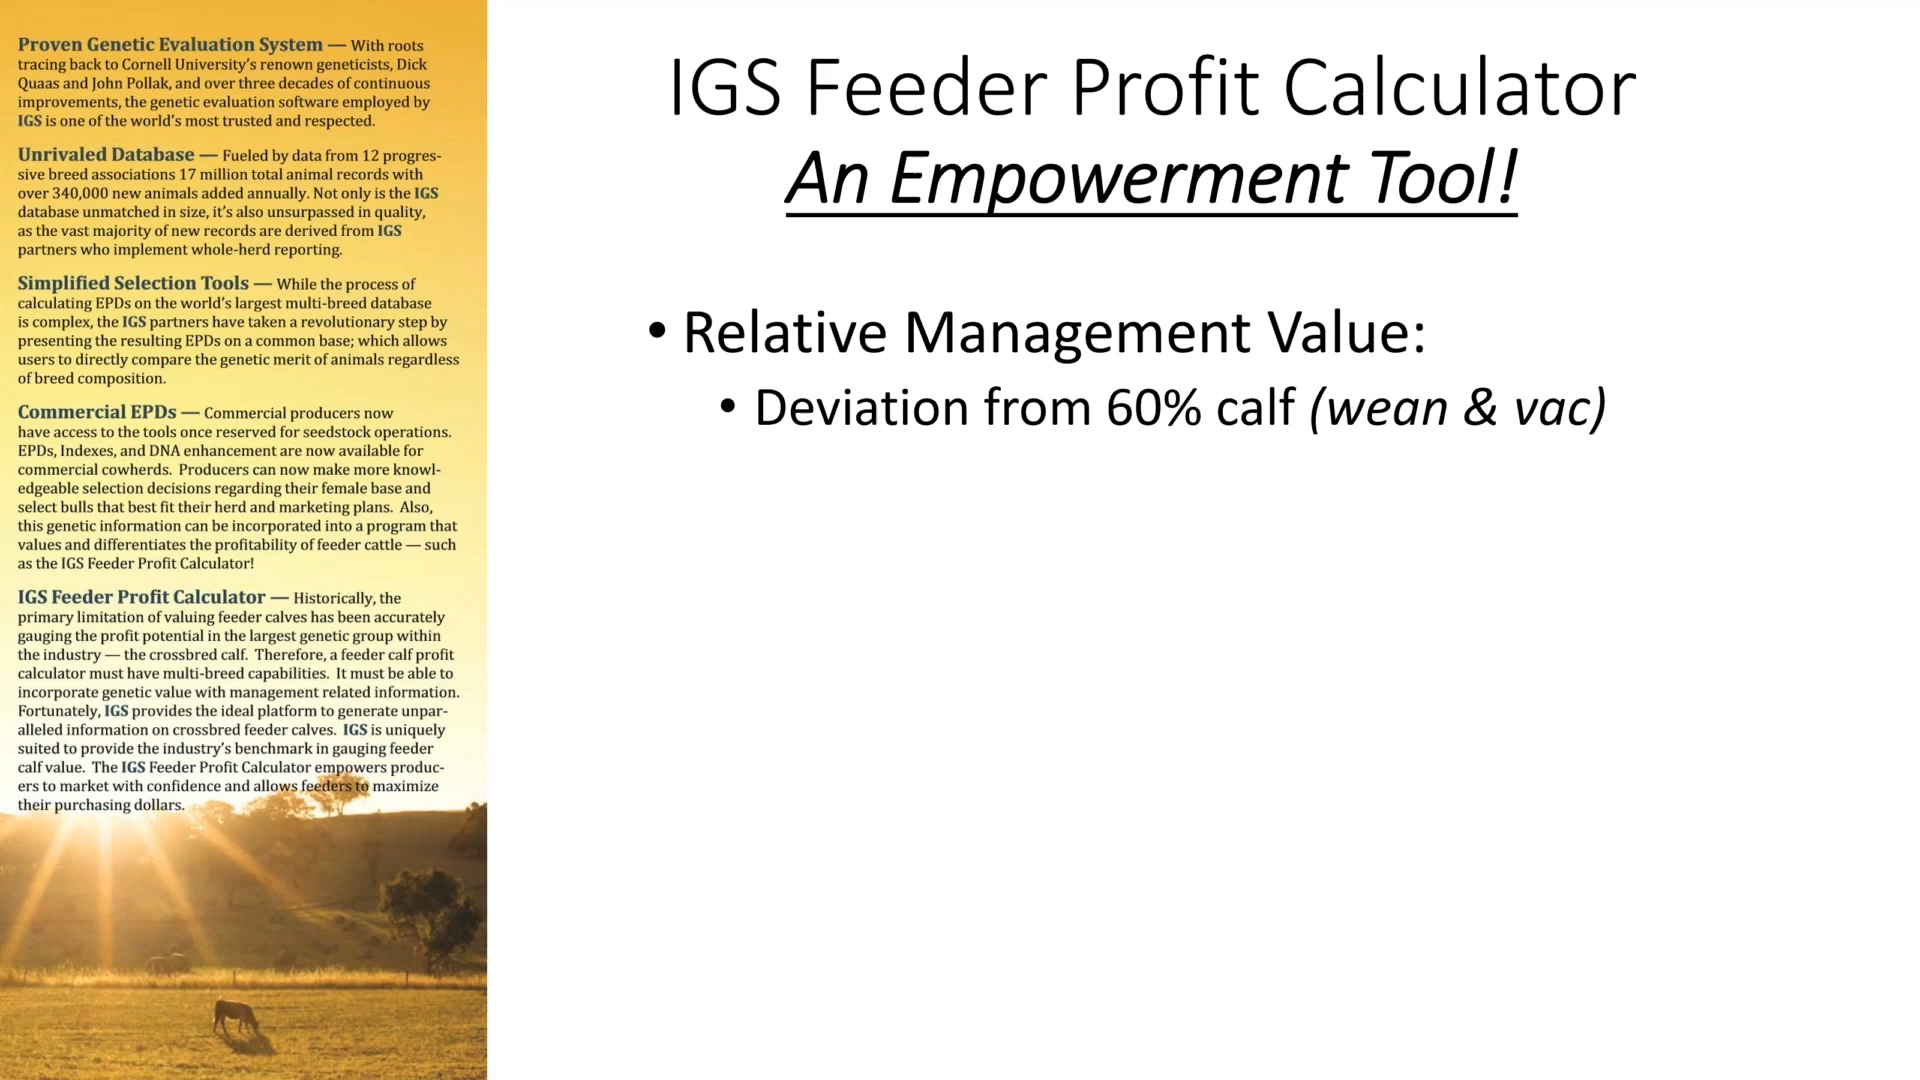 Proven Genetic Evaluation System — With roots
tracing back to Cornell University's renown geneticists, Dick
Quaas and John Pollak, and over three decades of continuous
improvements, the genetic evaluation software employed by
IGS is one of the world's most trusted and respected.
Unrivaled Database — Fueled by data from 12 progres-
sive breed associations 17 million total animal records with
over 340,000 new animals added annually. Not only is the IGS
database unmatched in size, it's also unsurpassed in quality,
as the vast majority of new records are derived from IGS
partners who implement whole-herd reporting.
Simplified Selection Tools — While the process of
calculating EPDs on the world's largest multi-breed database
is complex, the IGS partners have taken a revolutionary step by
presenting the resulting EPDs on a common base; which allows
users to directly compare the genetic merit of animals regardless
of breed composition.
Commercial EPDs — Commercial producers now
have access to the tools once reserved for seedstock operations.
EPDs, Indexes, and DNA enhancement are now available for
commercial cowherds. Producers can now make more knowl-
edgeable selection decisions regarding their female base and
select bulls that best fit their herd and marketing plans. Also,
this genetic information can be incorporated into a program that
values and differentiates the profitability of feeder cattle — such
as the IGS Feeder Profit Calculator!
IGS Feeder Profit Calculator — Historically, the
primary limitation of valuing feeder calves has been accurately
gauging the profit potential in the largest genetic group within
the industry — the crossbred calf. Therefore, a feeder calf profit
calculator must have multi-breed capabilities. It must be able to
incorporate genetic value with management related information.
Fortunately, IGS provides the ideal platform to generate unpar-
alleled information on crossbred feeder calves. IGS is uniquely
suited to provide the industry's benchmark in gauging feeder
calf value. The IGS Feeder Profit Calculator empowers produc-
ers to market with confidence and allows feeders to maximize
their purchasing dollars.
IGS Feeder Profit Calculator
An Empowerment Tool!
• Relative Management Value:
• Deviation from 60% calf (wean & vac)